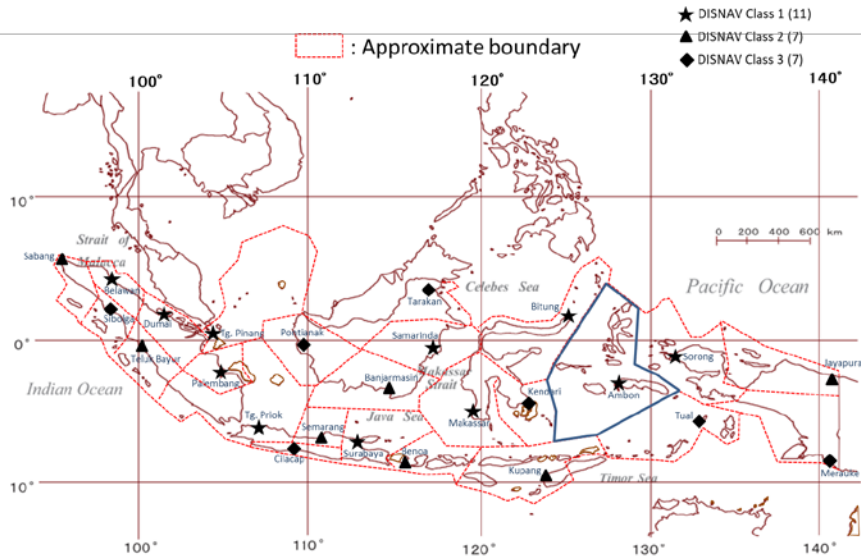 DISNAV Class 1 (11)
DISNAV Class 2 (7)
DISNAV Class 3 (7)
: Approximate boundary
100° 110° 120° 130° 140°
10° 
Strait of
Malacca
Sabang
Belawan
Celebes Sea
Pacific Ocean
0 200 400 600 km
Sibolga
Dumai
Tg. Pinang
Pontianak
Tarakan
Bitung
0°
Teluk Bayur
Samarinda
Sorong
Jayapura
Indian Ocean
Palembang
Banjarmasin
Makassar
Strait
Kendari
Ambon
Tg. Priok
Semarang
Java Sea
Makassar
Tual
Cilacap
Surabaya
Benoa
Kupang
Timor Sea
Merauke
10°
100° 110° 120° 130° 140°